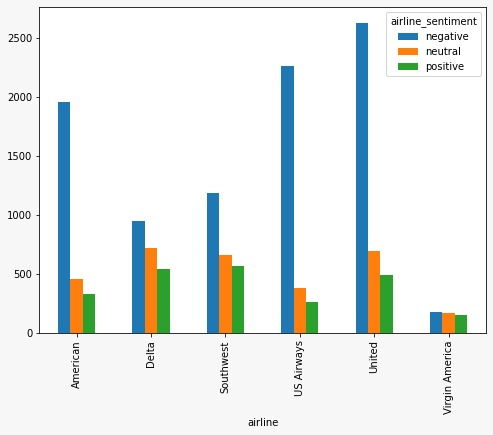 airline_sentiment
negative
neutral
positive
2500
2000
1500
1000
500
0
American
Delta
Southwest
US Airways
United
Virgin America
airline